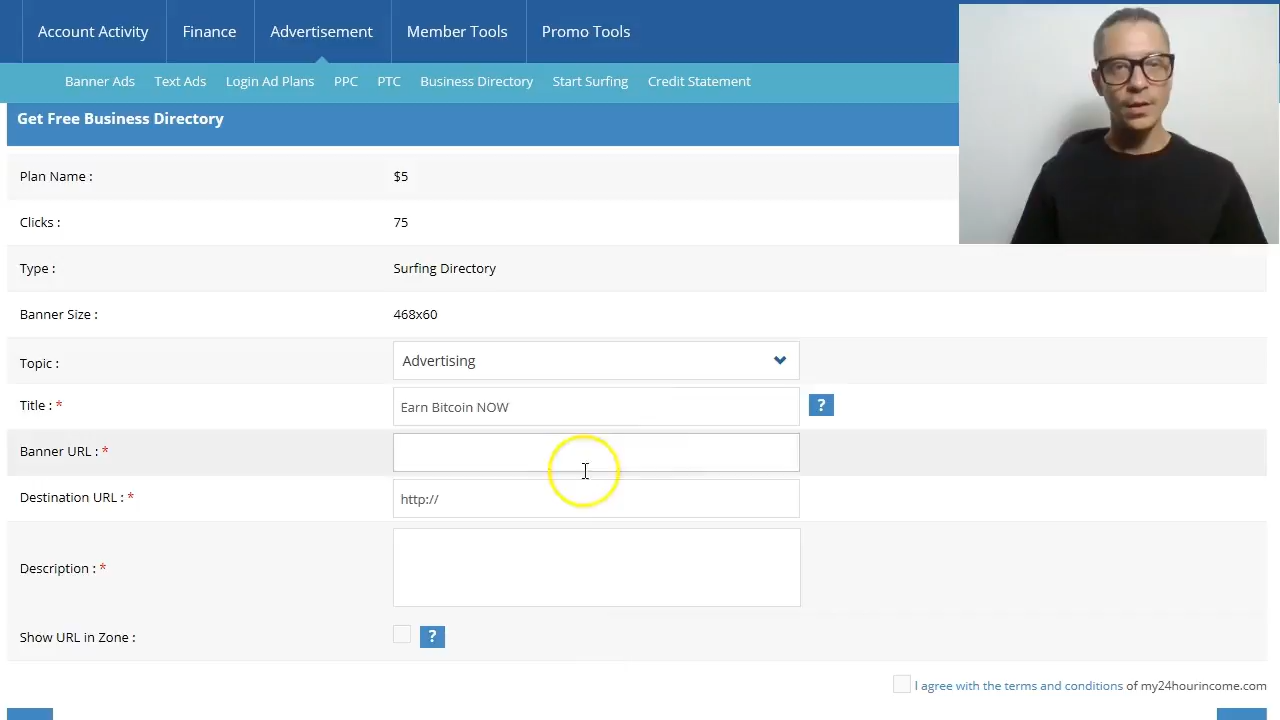 Account Activity Finance Advertisement Member Tools Promo Tools
Banner Ads Text Ads Login Ad Plans PPC PTC Business Directory Start Surfing Credit Statement
Get Free Business Directory
Plan Name : $5
Clicks : 75
Type : Surfing Directory
Banner Size : 468x60
Topic : Advertising
Title : * Earn Bitcoin NOW ?
Banner URL : *
Destination URL : * http://
Description : *
Show URL in Zone : ?
I agree with the terms and conditions of my24hourincome.com